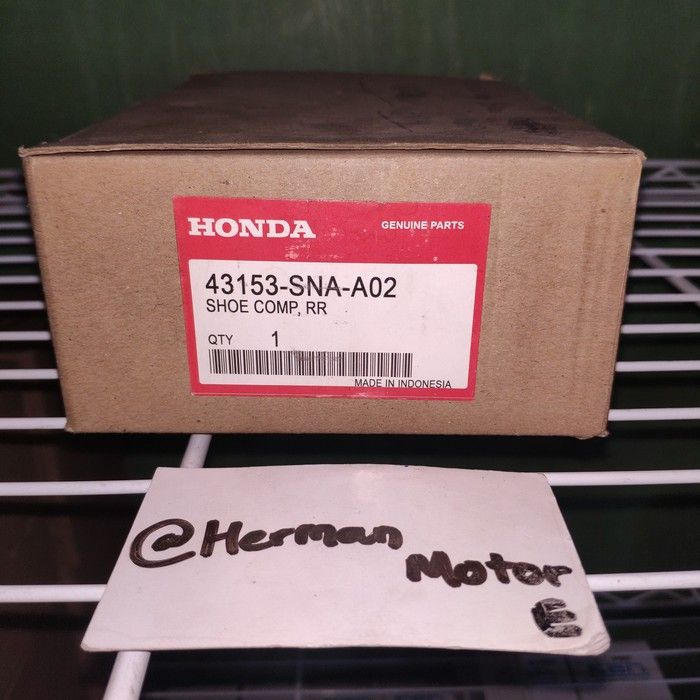 HONDA GENUINE PARTS
43153-SNA-A02
SHOE COMP, RR
QTY 1
MADE IN INDONESIA
@Herman
Motor
E